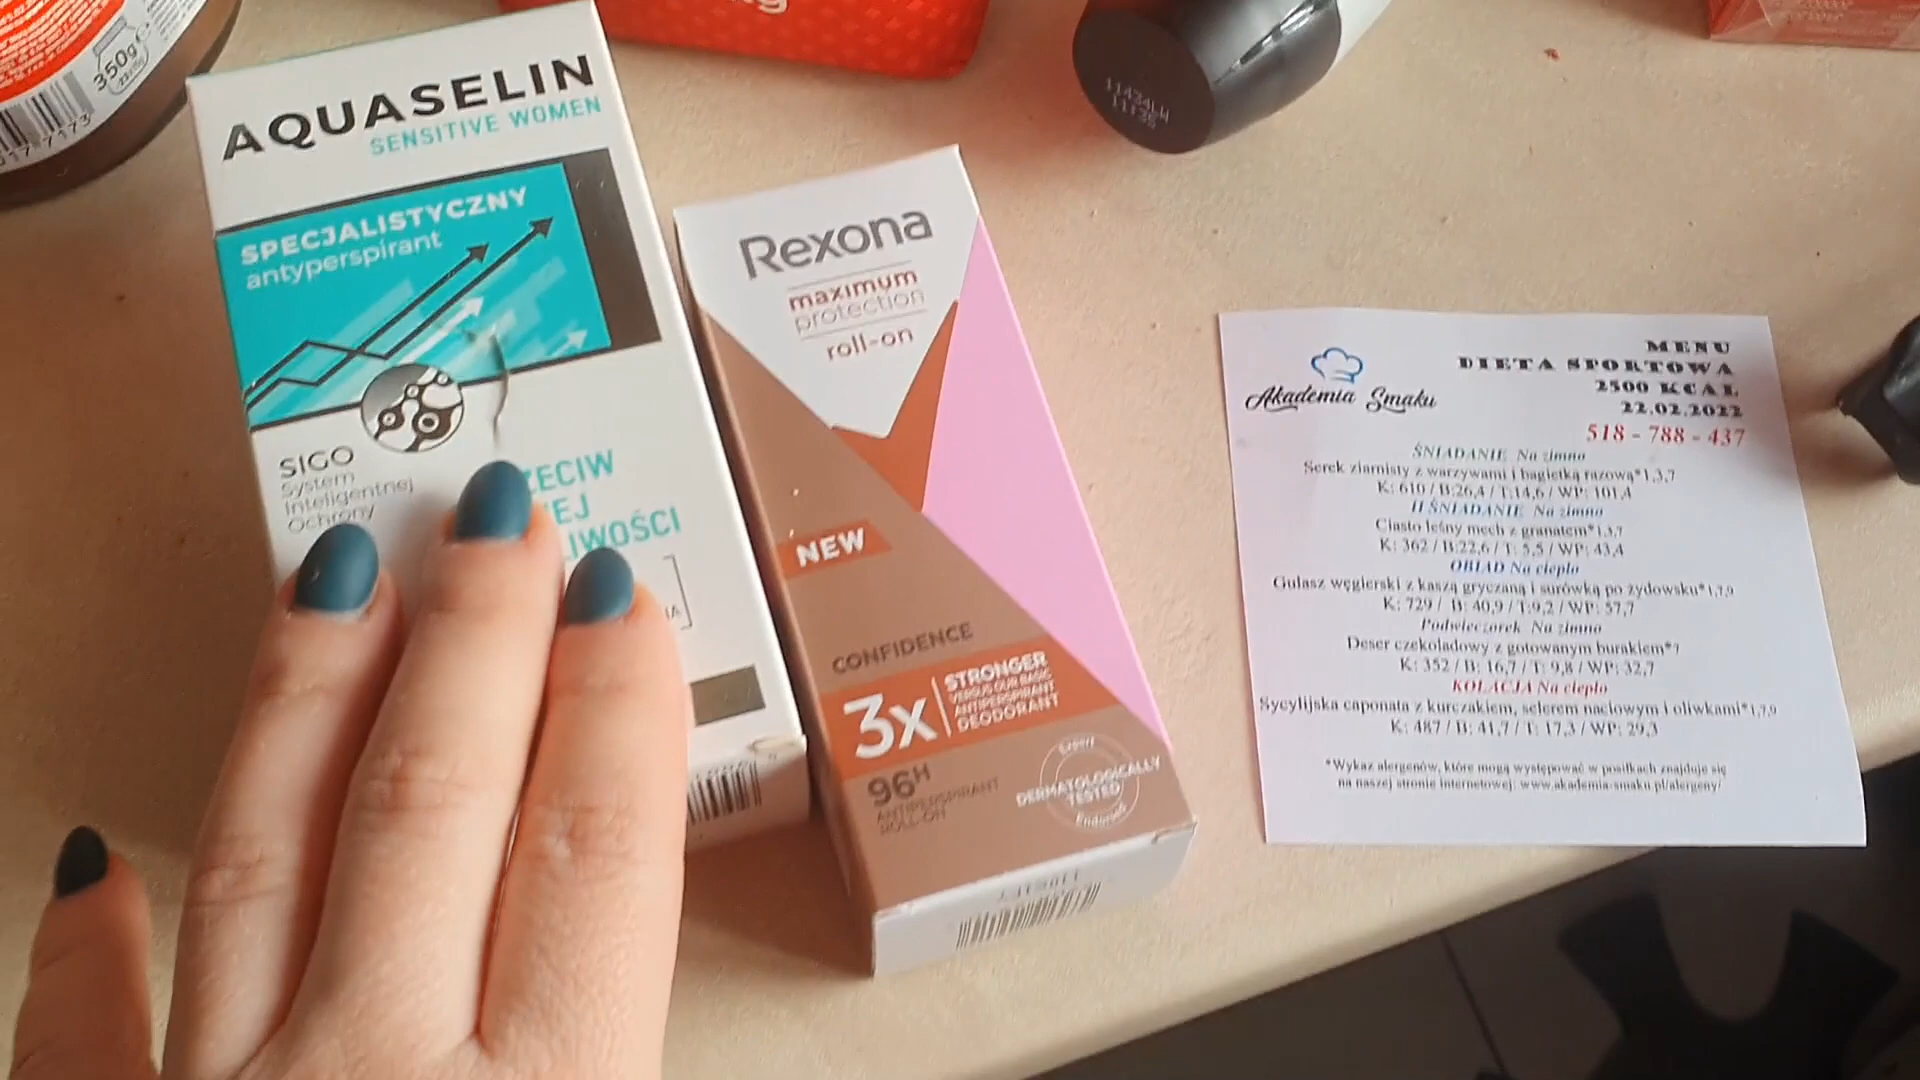 350g
AQUASELIN
SENSITIVE WOMEN
SPECJALISTYCZNY
antyperspirant
SIGO
System
Inteligentnej
Ochrony
Rexona
maximum
protection
roll-on
NEW
CONFIDENCE
3x
STRONGER
VERSUS OUR BASIC
ANTIPERSPIRANT
DEODORANT
96H
ANTIPERSPIRANT
ROLL-ON
Expert
DERMATOLOGICALLY
TESTED
Endorsed
11424LW
Akademia Smaku
MENU
DIETA SPORTOWA
2500 KCAL
22.02.2022
518 - 788 - 437
ŚNIADANIE Na zimno
Serek ziarnisty z warzywami i bagietką razową*1,3,7
K: 610 / B:26,4 / T:14,6 / WP: 101,4
II ŚNIADANIE Na zimno
Ciasto leśny mech z granatem*1,3,7
K: 362 / B:22,6 / T: 5,5 / WP: 43,4
OBIAD Na ciepło
Gulasz węgierski z kaszą gryczaną i surówką po żydowsku*1,7,9
K: 729 / B: 40,9 / T:9,2 / WP: 57,7
Podwieczorek Na zimno
Deser czekoladowy z gotowanym burakiem*7
K: 352 / B: 16,7 / T: 9,8 / WP: 32,7
KOLACJA Na ciepło
Sycylijska caponata z kurczakiem, selerem naciowym i oliwkami*1,7,9
K: 487 / B: 41,7 / T: 17,3 / WP: 29,3
*Wykaz alergenów, które mogą występować w posiłkach znajduje się
na naszej stronie internetowej: www.akademia-smaku.pl/alergeny/